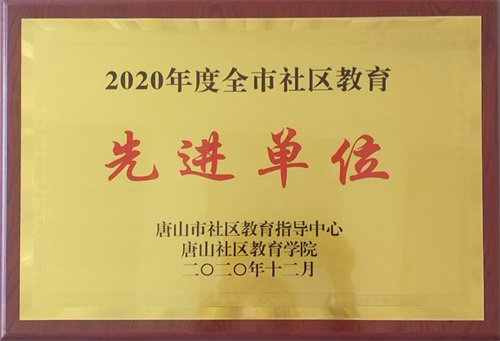 2020年度全市社区教育
先进单位
唐山市社区教育指导中心
唐山社区教育学院
二〇二〇年十二月